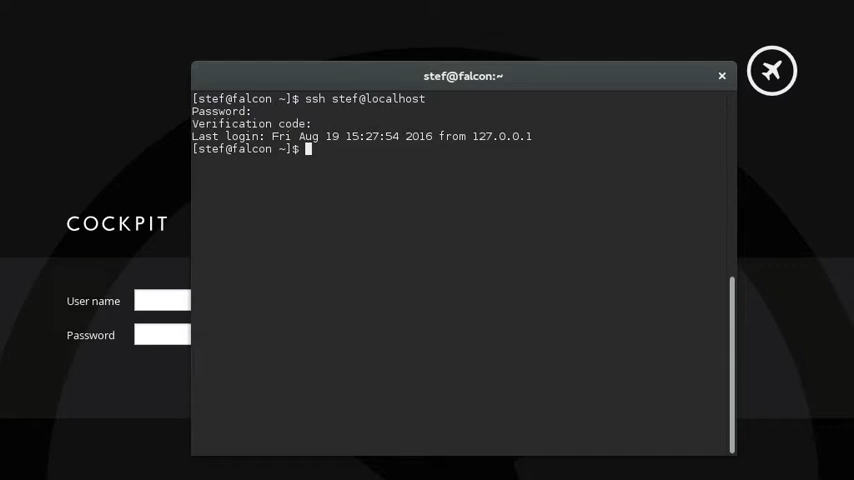 stef@falcon:~
[stef@falcon ~]$ ssh stef@localhost
Password:
Verification code:
Last login: Fri Aug 19 15:27:54 2016 from 127.0.0.1
[stef@falcon ~]$
COCKPIT
User name
Password